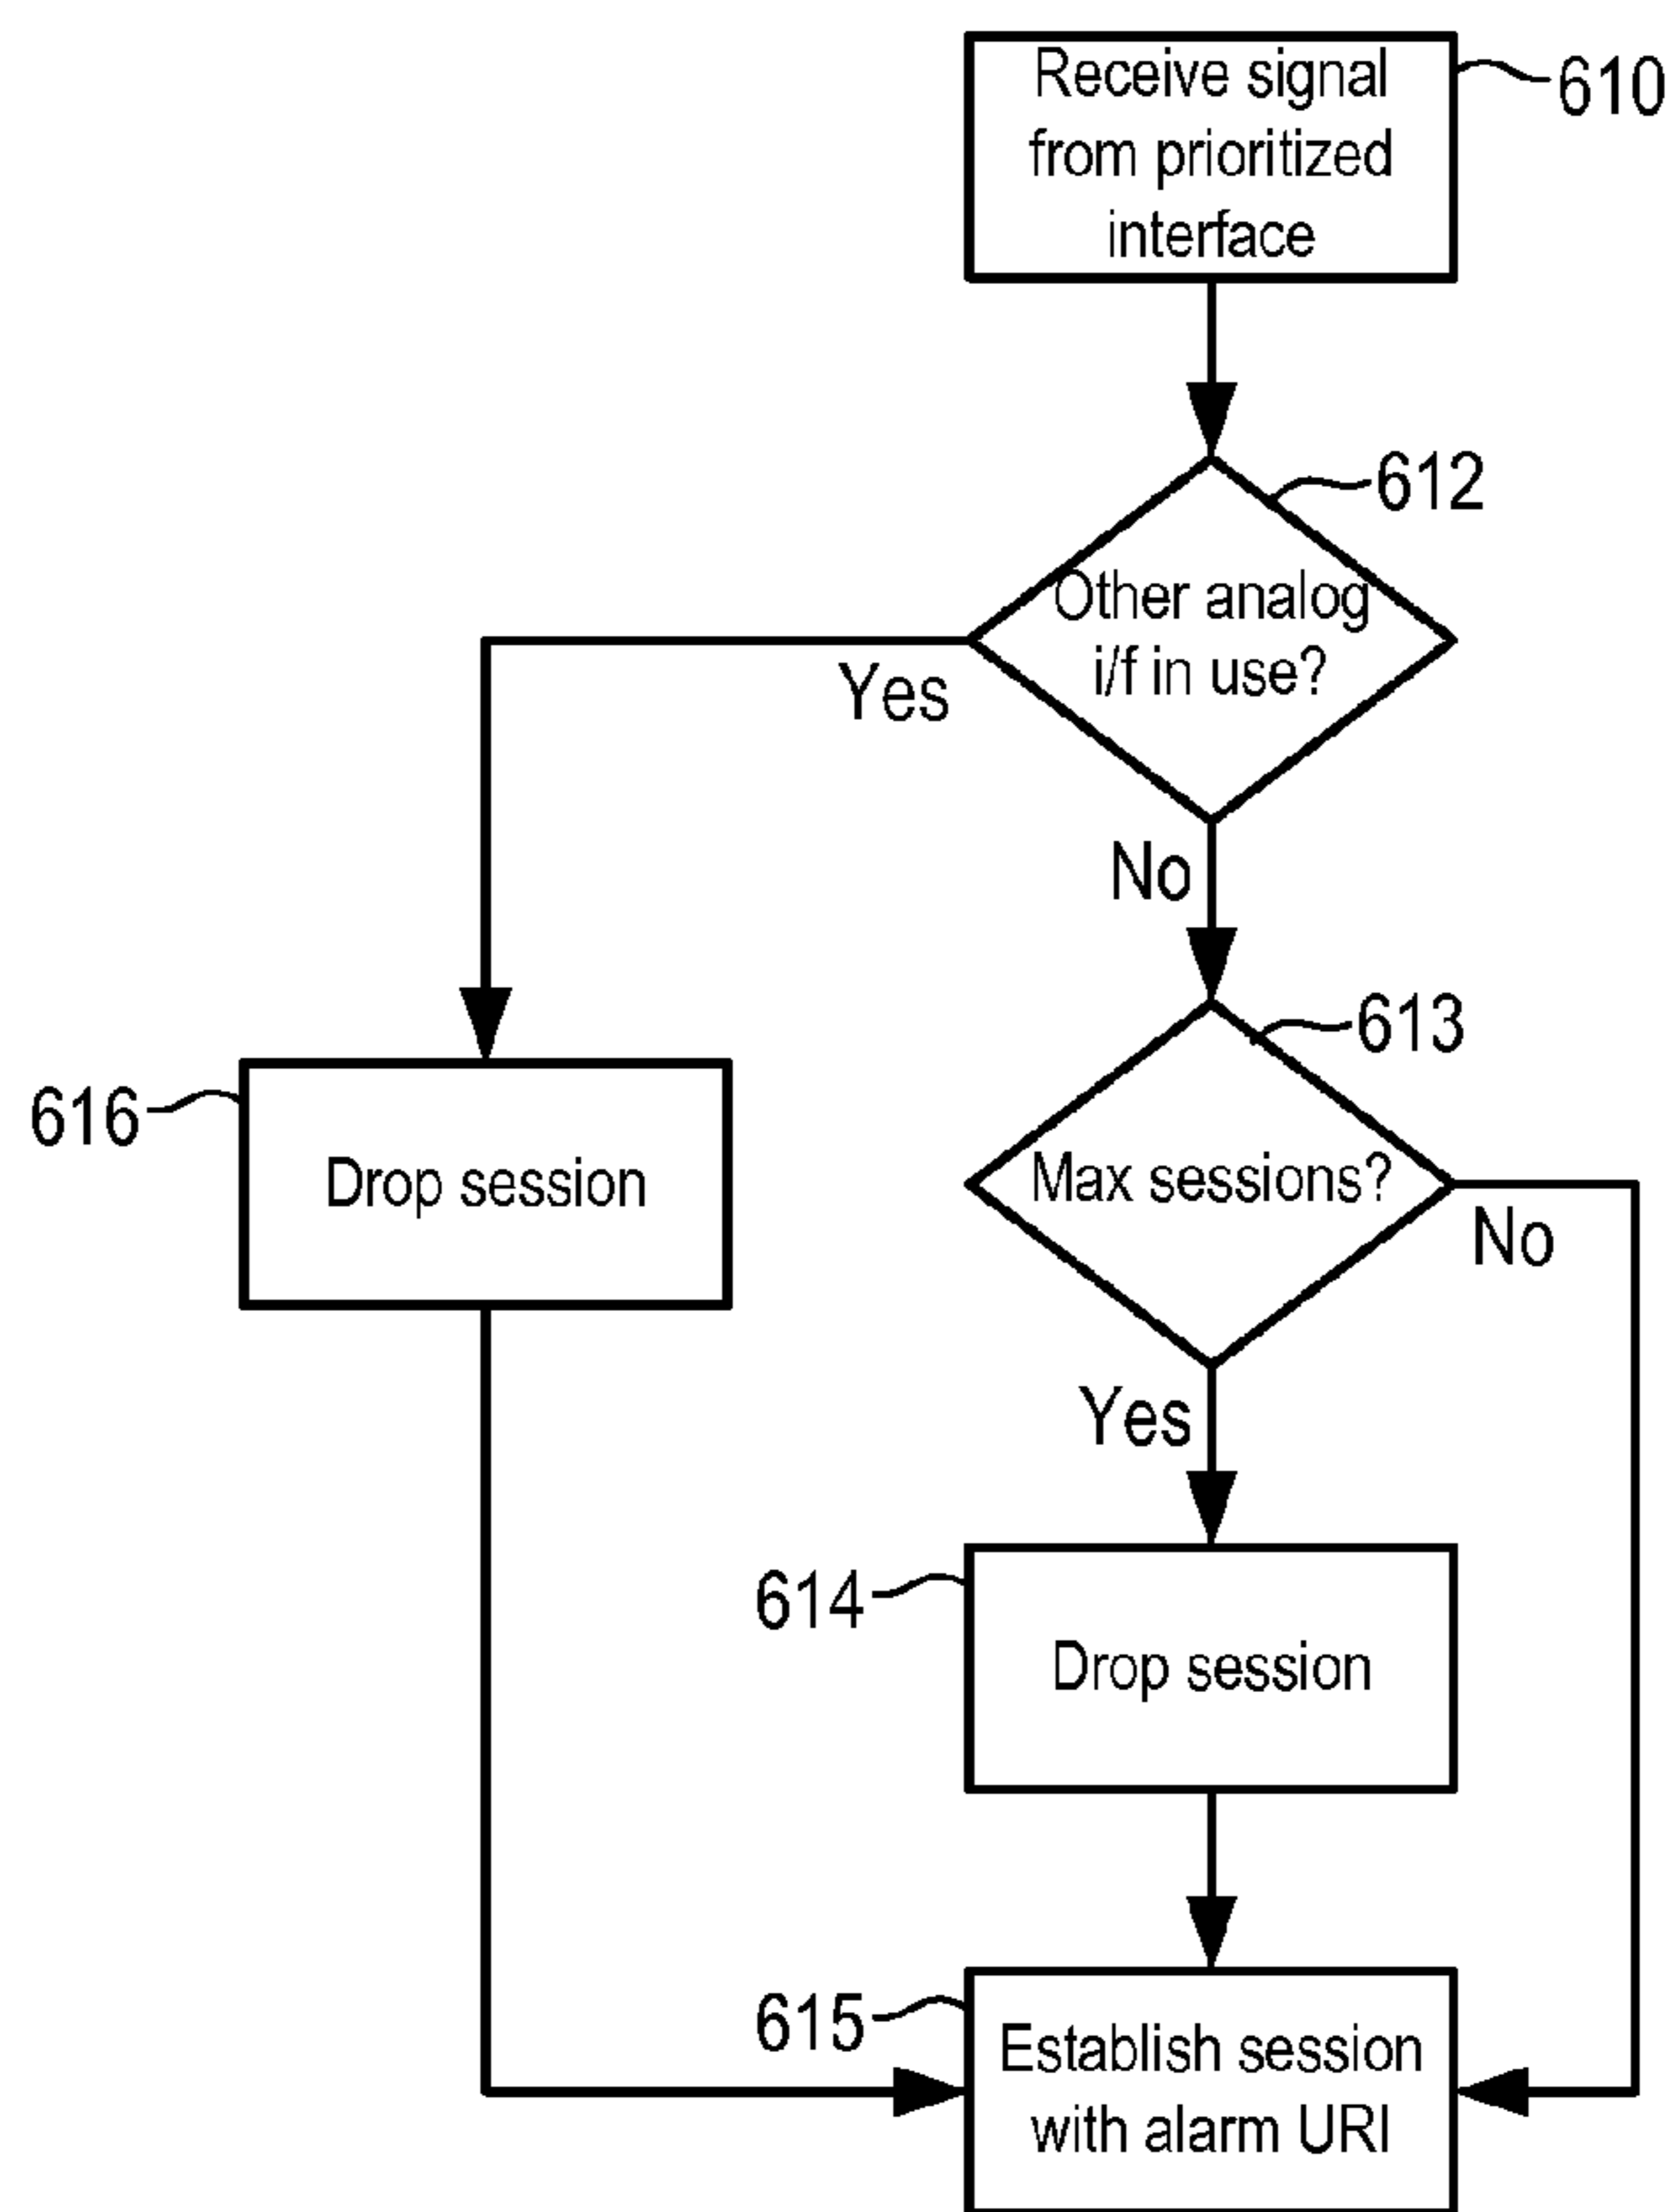 Receive signal
from prioritized
interface
610
612
Other analog
i/f in use?
Yes
No
613
616
Drop session
Max sessions?
No
Yes
614
Drop session
615
Establish session
with alarm URI